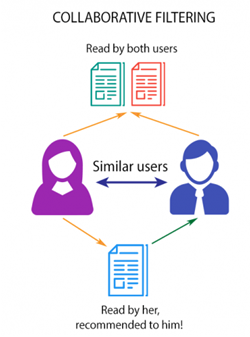 COLLABORATIVE FILTERING
Read by both users
Similar users
Read by her,
recommended to him!